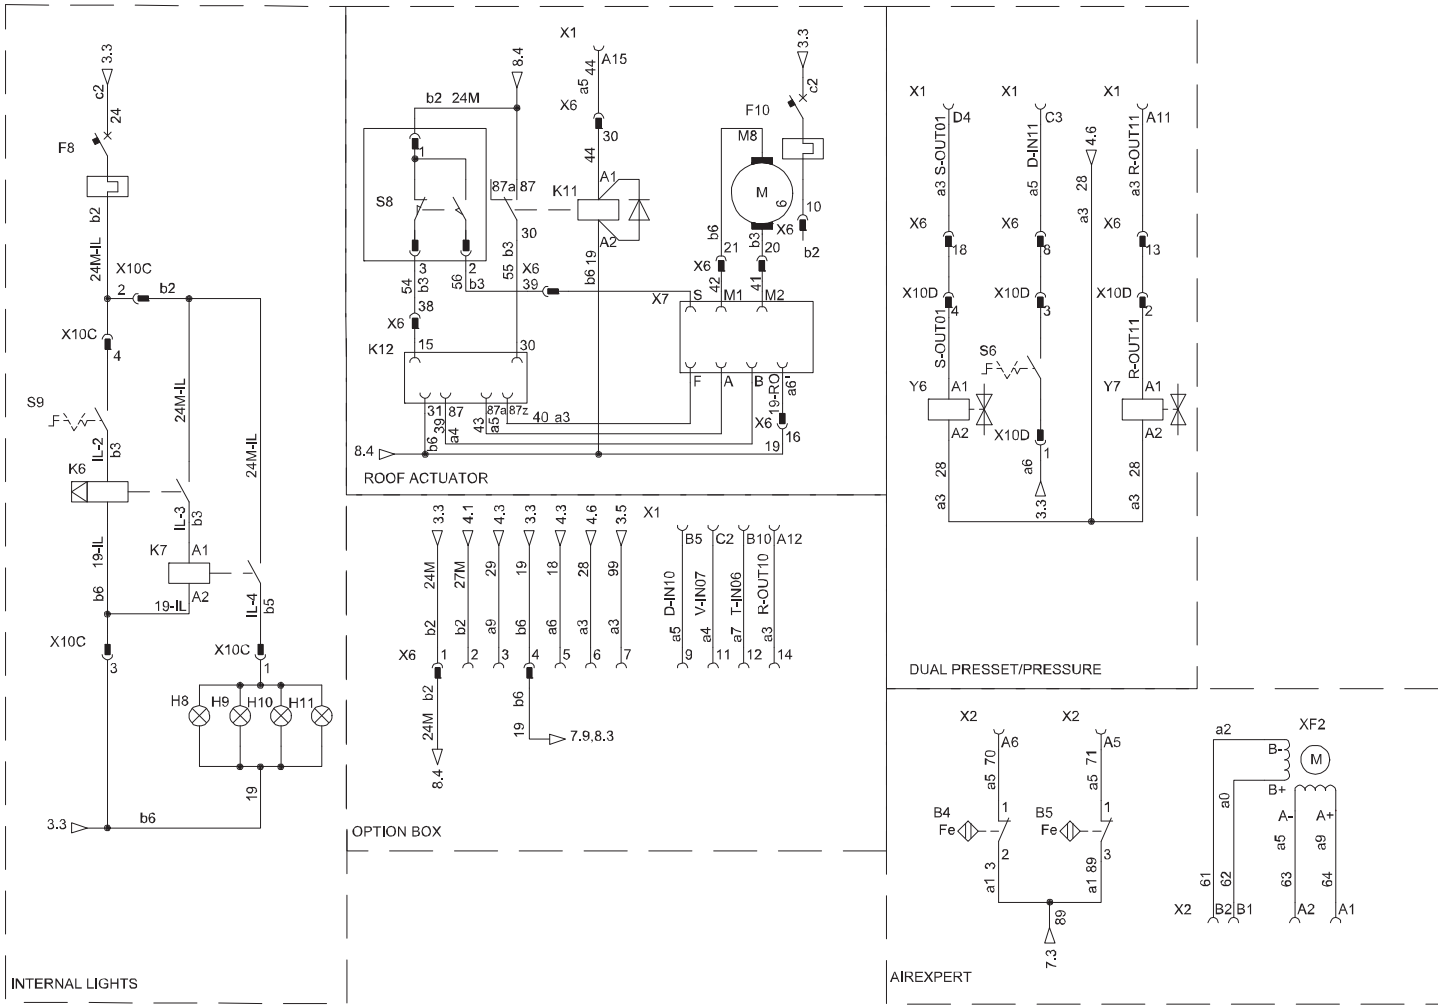 3.3
c2
24
F8
b2
24M-IL
X10C
2
b2
X10C
4
S9
24M-IL
24M-IL
IL-2
b3
K6
IL-3
b3
19-IL
K7
A1
A2
b6
19-IL
IL-4
b5
X10C
3
X10C
1
H8
H9
H10
H11
19
3.3
b6
INTERNAL LIGHTS
8.4
X1
A15
44
a5
3.3
c2
b2 24M
X6
30
F10
M8
1
44
S8
87a
87
K11
A1
A2
M
6
X6
10
b2
30
3
2
54
b3
56
b3
55
b3
X6
39
b6
19
b6
21
X6
42
b3
20
41
38
X6
X7
S
M1
M2
K12
15
30
F
A
B
19-RO
a6'
31
87
87a
87z
b6
39
a4
43
a5
40 a3
X6
16
19
8.4
ROOF ACTUATOR
3.3
4.1
4.3
3.3
4.3
4.6
3.5
X1
B5
C2
B10
A12
24M
27M
29
19
18
28
99
D-IN10
V-IN07
T-IN06
R-OUT10
b2
b2
a9
b6
a6
a3
a3
a5
a4
a7
a3
X6
1
2
3
4
5
6
7
9
11
12
14
b2
24M
b6
19
8.4
7.9,8.3
OPTION BOX
X1
D4
X1
C3
X1
A11
S-OUT01
a3
D-IN11
a5
4.6
28
a3
R-OUT11
a3
X6
18
X6
8
X6
13
X10D
4
X10D
3
X10D
2
S-OUT01
S6
R-OUT11
Y6
A1
A2
Y7
A1
A2
X10D
1
28
a3
a6
3.3
28
a3
DUAL PRESSET/PRESSURE
X2
A6
X2
A5
70
a5
71
a5
B4
Fe
1
2
B5
Fe
1
3
3
a1
89
a1
89
7.3
XF2
a2
B-
M
B+
a0
A-
A+
a5
a9
61
62
63
64
X2
B2
B1
A2
A1
AIREXPERT